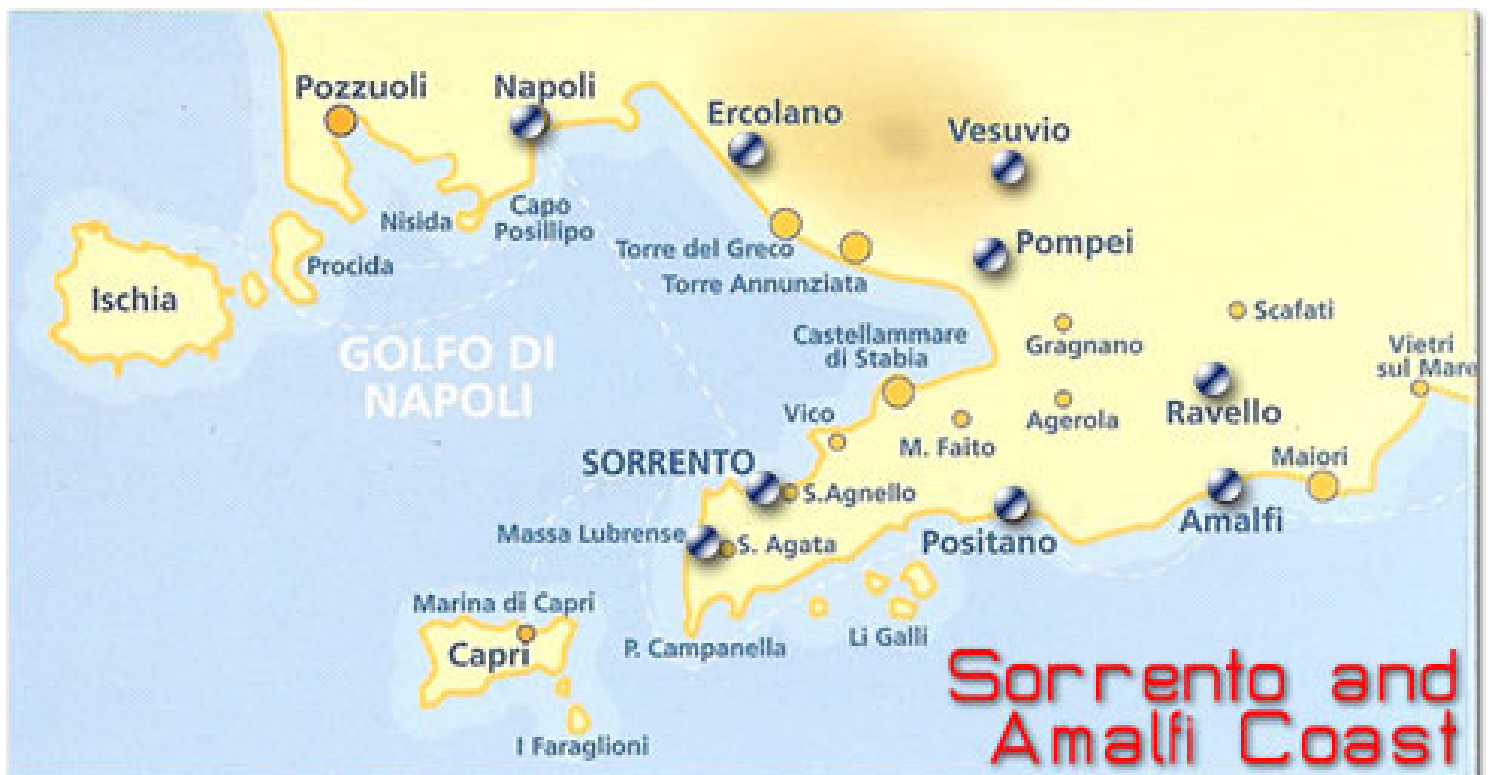 Pozzuoli
Napoli
Ercolano
Vesuvio
Nisida
Capo
Posillipo
Torre del Greco
Pompei
Procida
Ischia
Torre Annunziata
Scafati
GOLFO DI
NAPOLI
Castellammare
di Stabia
Gragnano
Vietri
sul Mare
Vico
M. Faito
Agerola
Ravello
SORRENTO
Maiori
S.Agnello
Massa Lubrense
S. Agata
Positano
Amalfi
Marina di Capri
Capri
P. Campanella
Li Galli
I Faraglioni
Sorrento and
Amalfi Coast